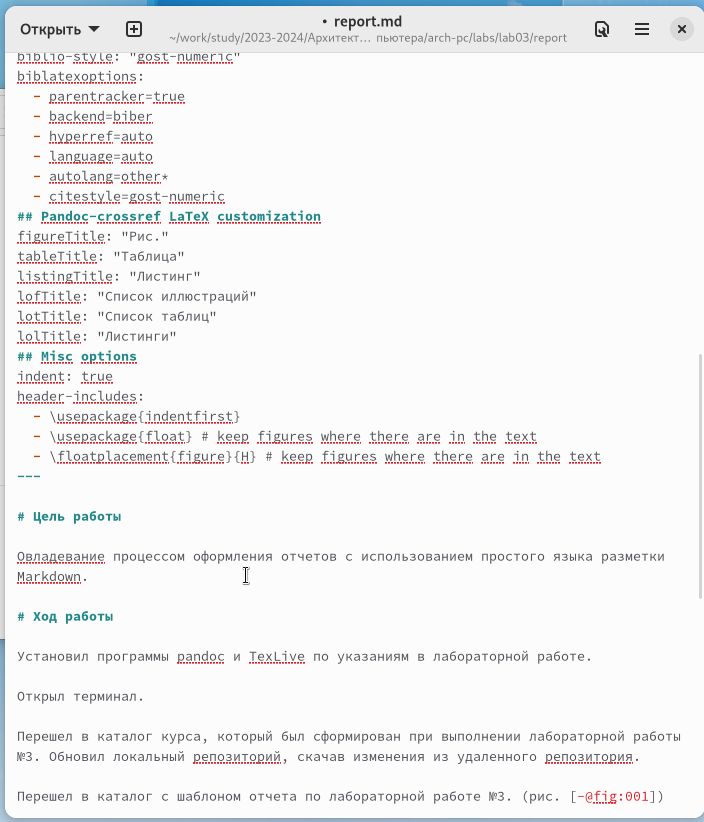 Открыть
• report.md
~/work/study/2023-2024/Архитект... пьютера/arch-pc/labs/lab03/report
biblio-style: "gost-numeric"
biblatexoptions:
  - parentracker=true
  - backend=biber
  - hyperref=auto
  - language=auto
  - autolang=other*
  - citestyle=gost-numeric
## Pandoc-crossref LaTeX customization
figureTitle: "Рис."
tableTitle: "Таблица"
listingTitle: "Листинг"
lofTitle: "Список иллюстраций"
lotTitle: "Список таблиц"
lolTitle: "Листинги"
## Misc options
indent: true
header-includes:
  - \usepackage{indentfirst}
  - \usepackage{float} # keep figures where there are in the text
  - \floatplacement{figure}{H} # keep figures where there are in the text
---
# Цель работы
Овладевание процессом оформления отчетов с использованием простого языка разметки
Markdown.
# Ход работы
Установил программы pandoc и TexLive по указаниям в лабораторной работе.
Открыл терминал.
Перешел в каталог курса, который был сформирован при выполнении лабораторной работы
№3. Обновил локальный репозиторий, скачав изменения из удаленного репозитория.
Перешел в каталог с шаблоном отчета по лабораторной работе №3. (рис. [-@fig:001])